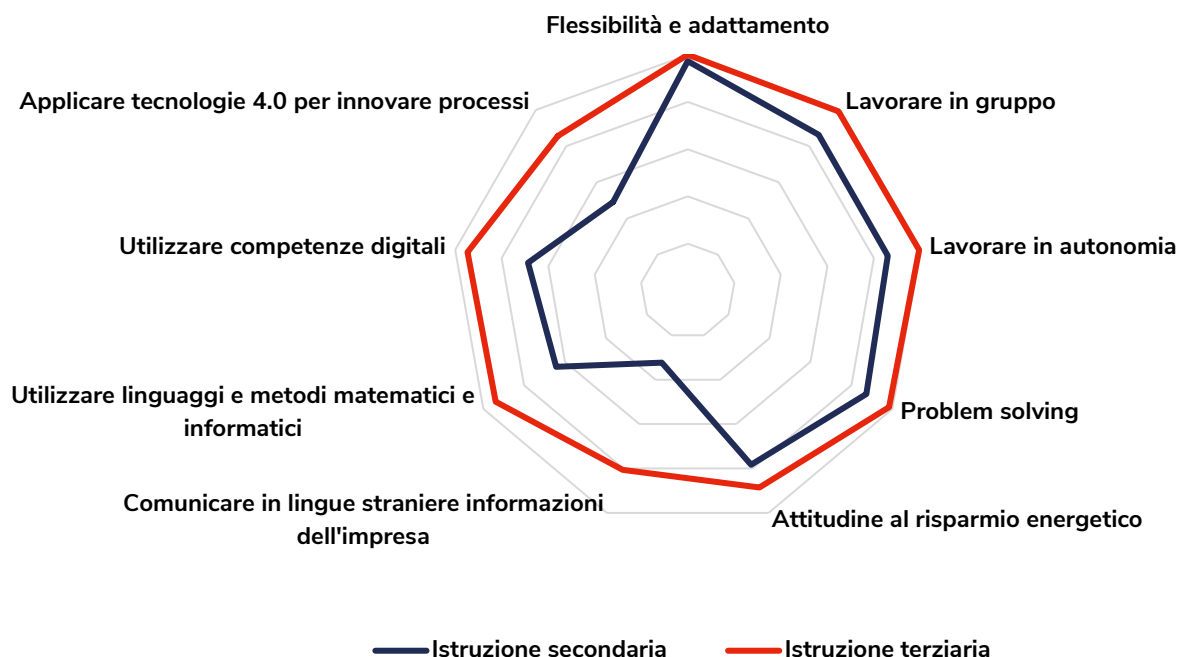 Flessibilità e adattamento
Applicare tecnologie 4.0 per innovare processi
Lavorare in gruppo
Utilizzare competenze digitali
Lavorare in autonomia
Utilizzare linguaggi e metodi matematici e
informatici
Problem solving
Comunicare in lingue straniere informazioni
dell'impresa
Attitudine al risparmio energetico
Istruzione secondaria
Istruzione terziaria